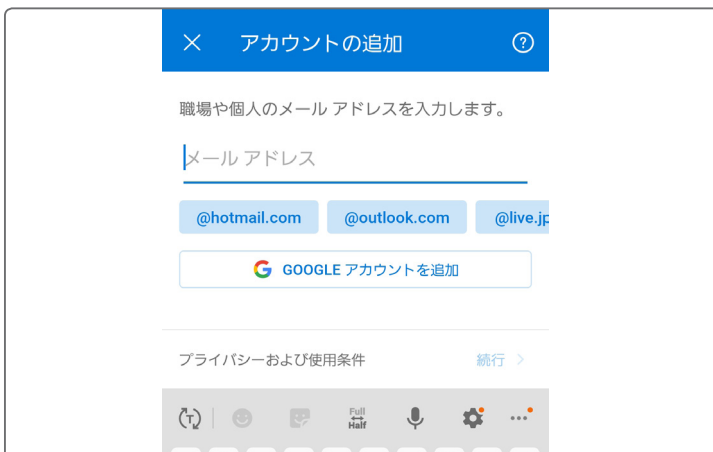 アカウントの追加
職場や個人のメール アドレスを入力します。
メール アドレス
@hotmail.com @outlook.com @live.jp
GOOGLE アカウントを追加
プライバシーおよび使用条件 続行
Full
Half